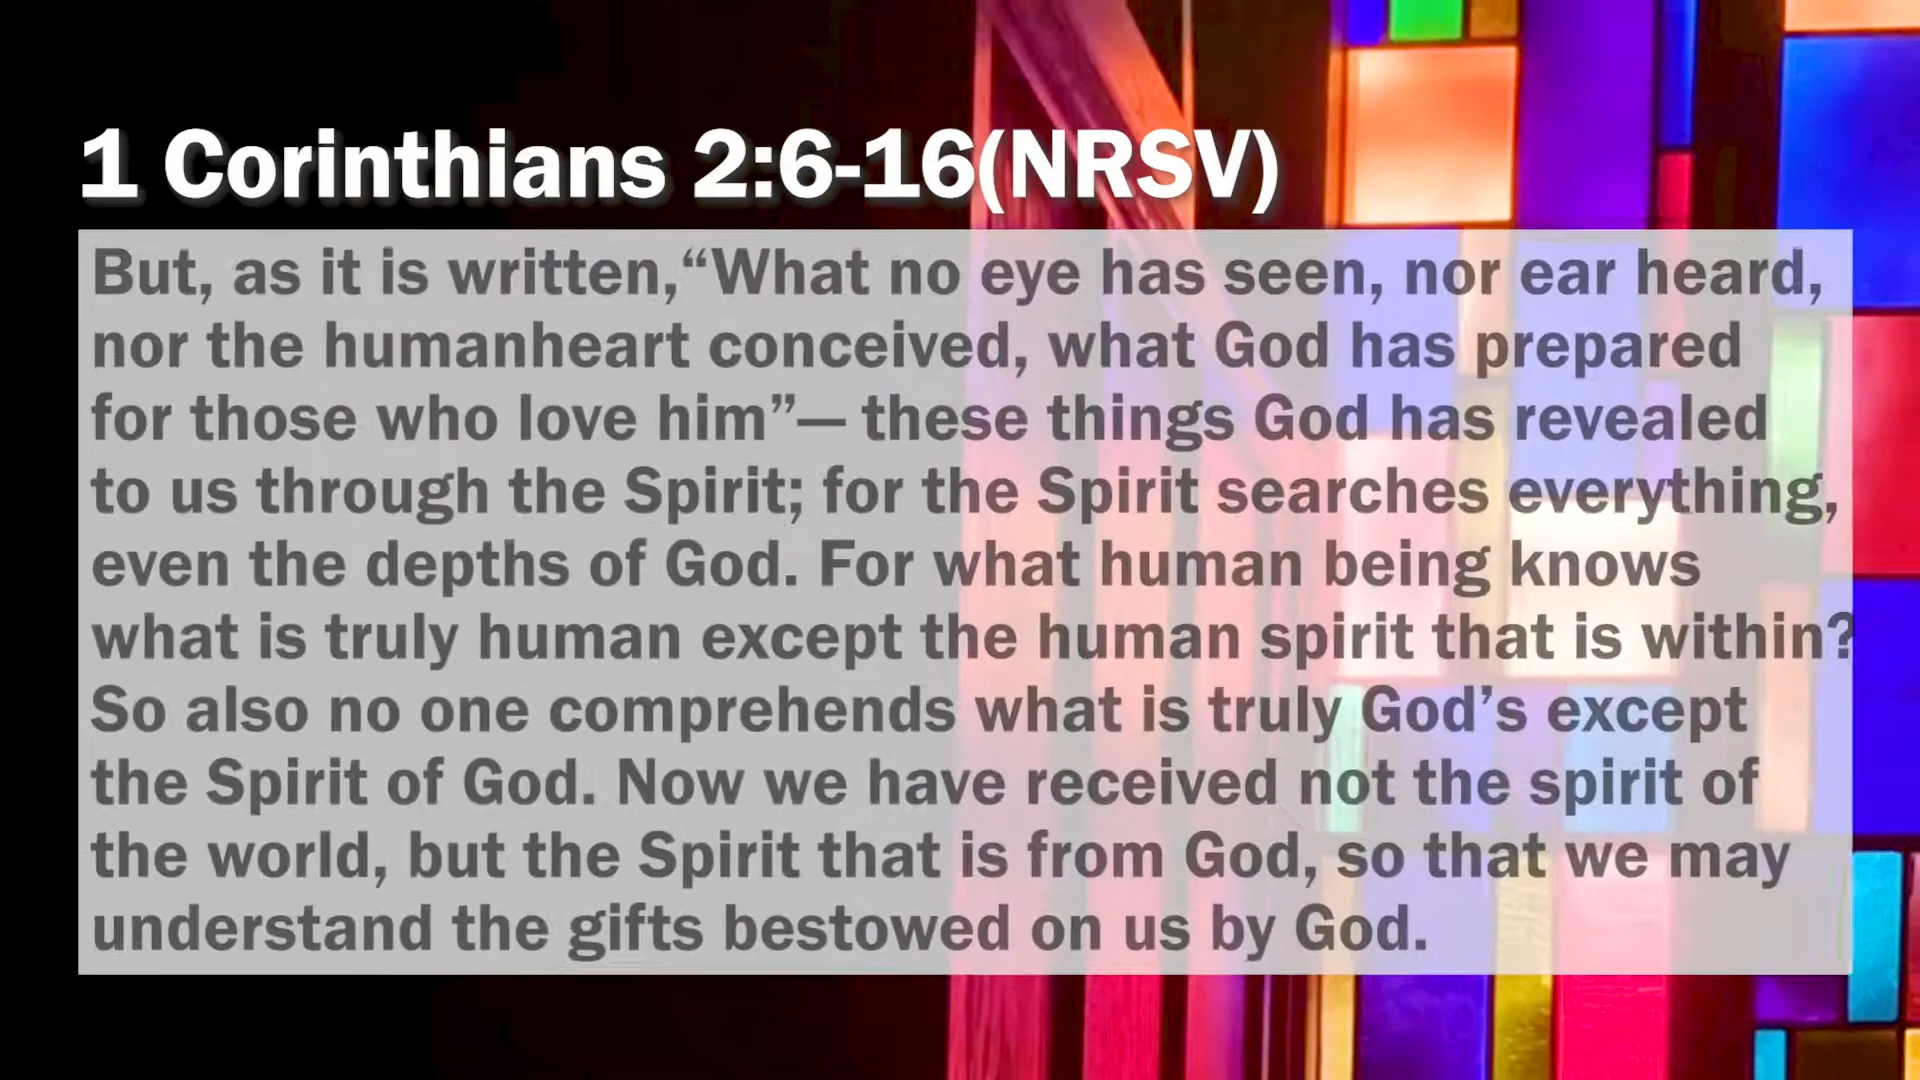 1 Corinthians 2:6-16(NRSV)
But, as it is written,“What no eye has seen, nor ear heard,
nor the humanheart conceived, what God has prepared
for those who love him”— these things God has revealed
to us through the Spirit; for the Spirit searches everything,
even the depths of God. For what human being knows
what is truly human except the human spirit that is within?
So also no one comprehends what is truly God’s except
the Spirit of God. Now we have received not the spirit of
the world, but the Spirit that is from God, so that we may
understand the gifts bestowed on us by God.